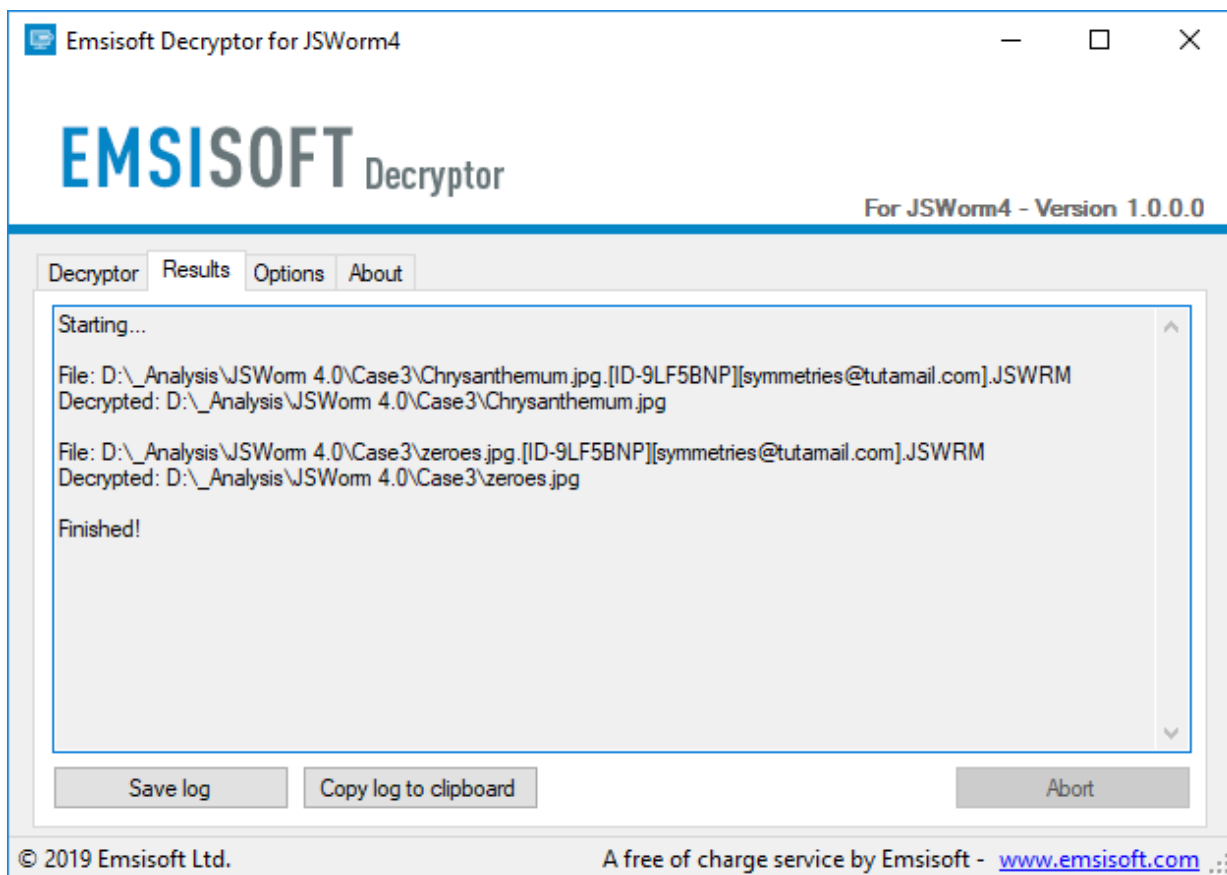 Emsisoft Decryptor for JSWorm4
EMSISOFT Decryptor
For JSWorm4 - Version 1.0.0.0
Decryptor Results Options About
Starting...
File: D:\_Analysis\JSWorm 4.0\Case3\Chrysanthemum.jpg.[ID-9LF5BNP][symmetries@tutamail.com].JSWRM
Decrypted: D:\_Analysis\JSWorm 4.0\Case3\Chrysanthemum.jpg
File: D:\_Analysis\JSWorm 4.0\Case3\zeroes.jpg.[ID-9LF5BNP][symmetries@tutamail.com].JSWRM
Decrypted: D:\_Analysis\JSWorm 4.0\Case3\zeroes.jpg
Finished!
Save log Copy log to clipboard Abort
© 2019 Emsisoft Ltd. A free of charge service by Emsisoft - www.emsisoft.com